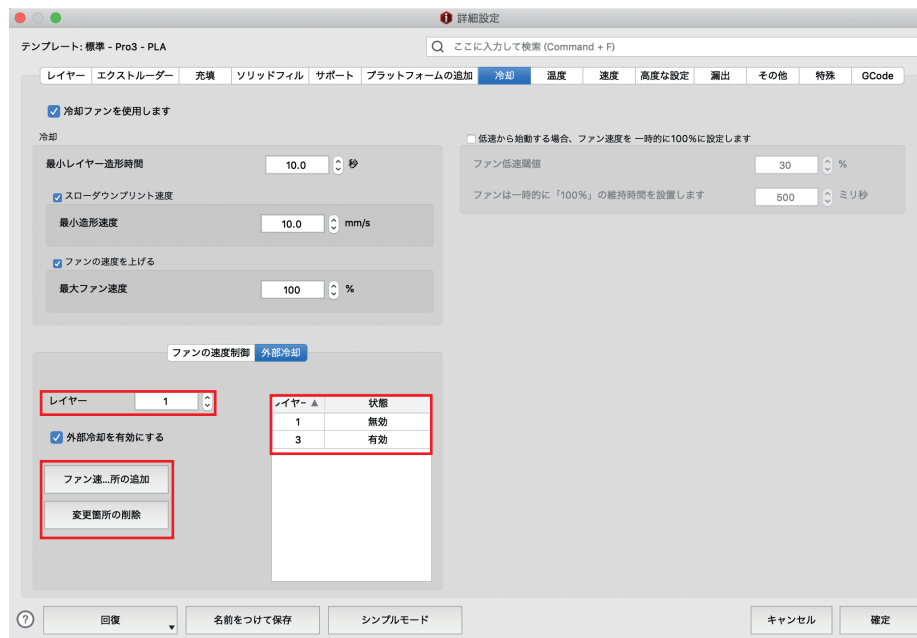 詳細設定
テンプレート: 標準 - Pro3 - PLA
ここに入力して検索 (Command + F)
レイヤー エクストルーダー 充填 ソリッドフィル サポート プラットフォームの追加 冷却 温度 速度 高度な設定 漏出 その他 特殊 GCode
冷却ファンを使用します
冷却
低速から始動する場合、ファン速度を 一時的に100%に設定します
最小レイヤー造形時間 10.0 秒
ファン低速閾値 30 %
スローダウンプリント速度
ファンは一時的に「100%」の維持時間を設置します 500 ミリ秒
最小造形速度 10.0 mm/s
ファンの速度を上げる
最大ファン速度 100 %
ファンの速度制御 外部冷却
レイヤー 1
レイヤー ▲ 状態
1 無効
外部冷却を有効にする
3 有効
ファン速...所の追加
変更箇所の削除
? 回復 名前をつけて保存 シンプルモード キャンセル 確定